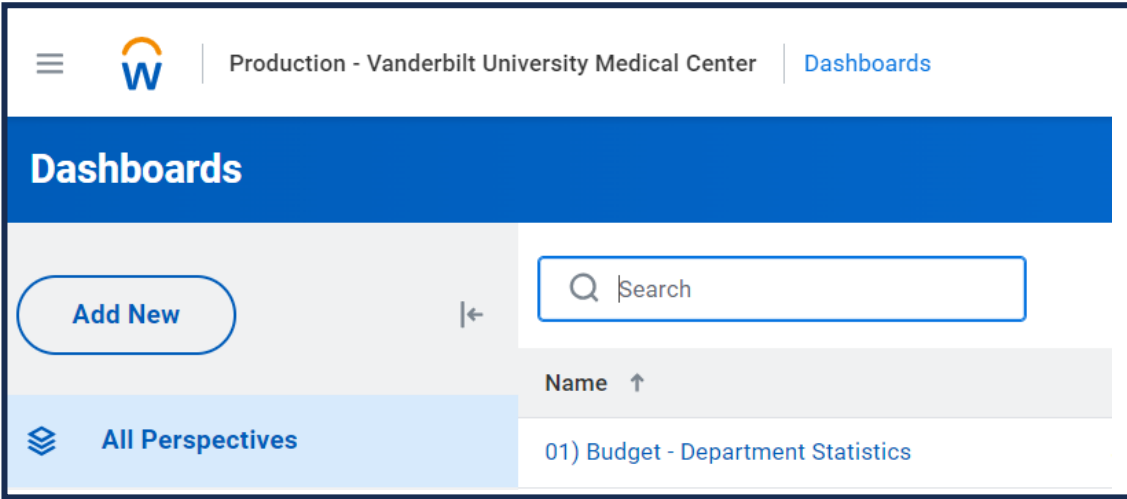 Production - Vanderbilt University Medical Center Dashboards
Dashboards
Add New
Search
Name
All Perspectives
01) Budget - Department Statistics